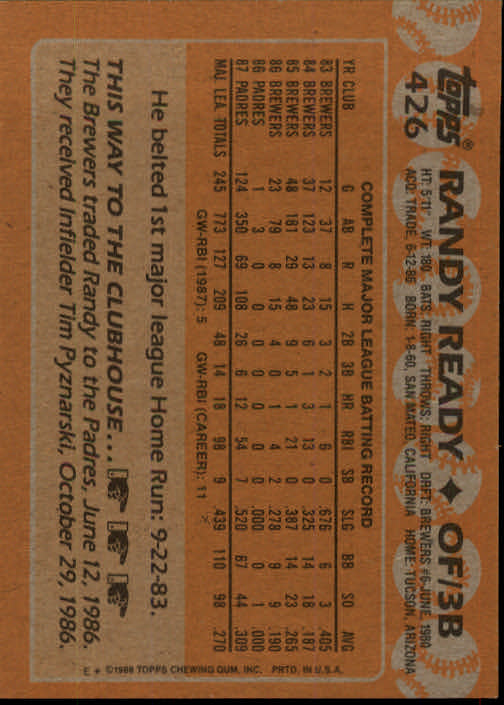 topps® RANDY READY ♦ OF/3B
426
HT: 5'11" WT: 180 BATS: RIGHT THROWS: RIGHT DRFT: BREWERS #6-JUNE, 1980
ACQ: TRADE, 6-12-86 BORN: 1-8-60, SAN MATEO, CALIFORNIA HOME: TUCSON, ARIZONA
COMPLETE MAJOR LEAGUE BATTING RECORD
YR CLUB G AB R H 2B 3B HR RBI SB SLG BB SO AVG
83 BREWERS 12 37 8 15 3 2 1 6 0 .676 6 3 .405
84 BREWERS 37 123 13 23 6 1 3 13 0 .325 14 18 .187
85 BREWERS 48 181 29 48 9 5 1 21 0 .387 14 23 .265
86 BREWERS 23 79 8 15 4 0 1 4 2 .278 9 9 .190
86 PADRES 1 3 0 0 0 0 0 0 0 .000 0 1 .000
87 PADRES 124 350 69 108 26 6 12 54 7 .520 67 44 .309
MAJ. LEA. TOTALS 245 773 127 209 48 14 18 98 9 .439 110 98 .270
GW-RBI (1987): 5 GW-RBI (CAREER): 11
He belted 1st major league Home Run: 9-22-83.
THIS WAY TO THE CLUBHOUSE...
The Brewers traded Randy to the Padres, June 12, 1986.
They received Infielder Tim Pyznarski, October 29, 1986.
E * ©1988 TOPPS CHEWING GUM, INC. PRTD. IN U.S.A.